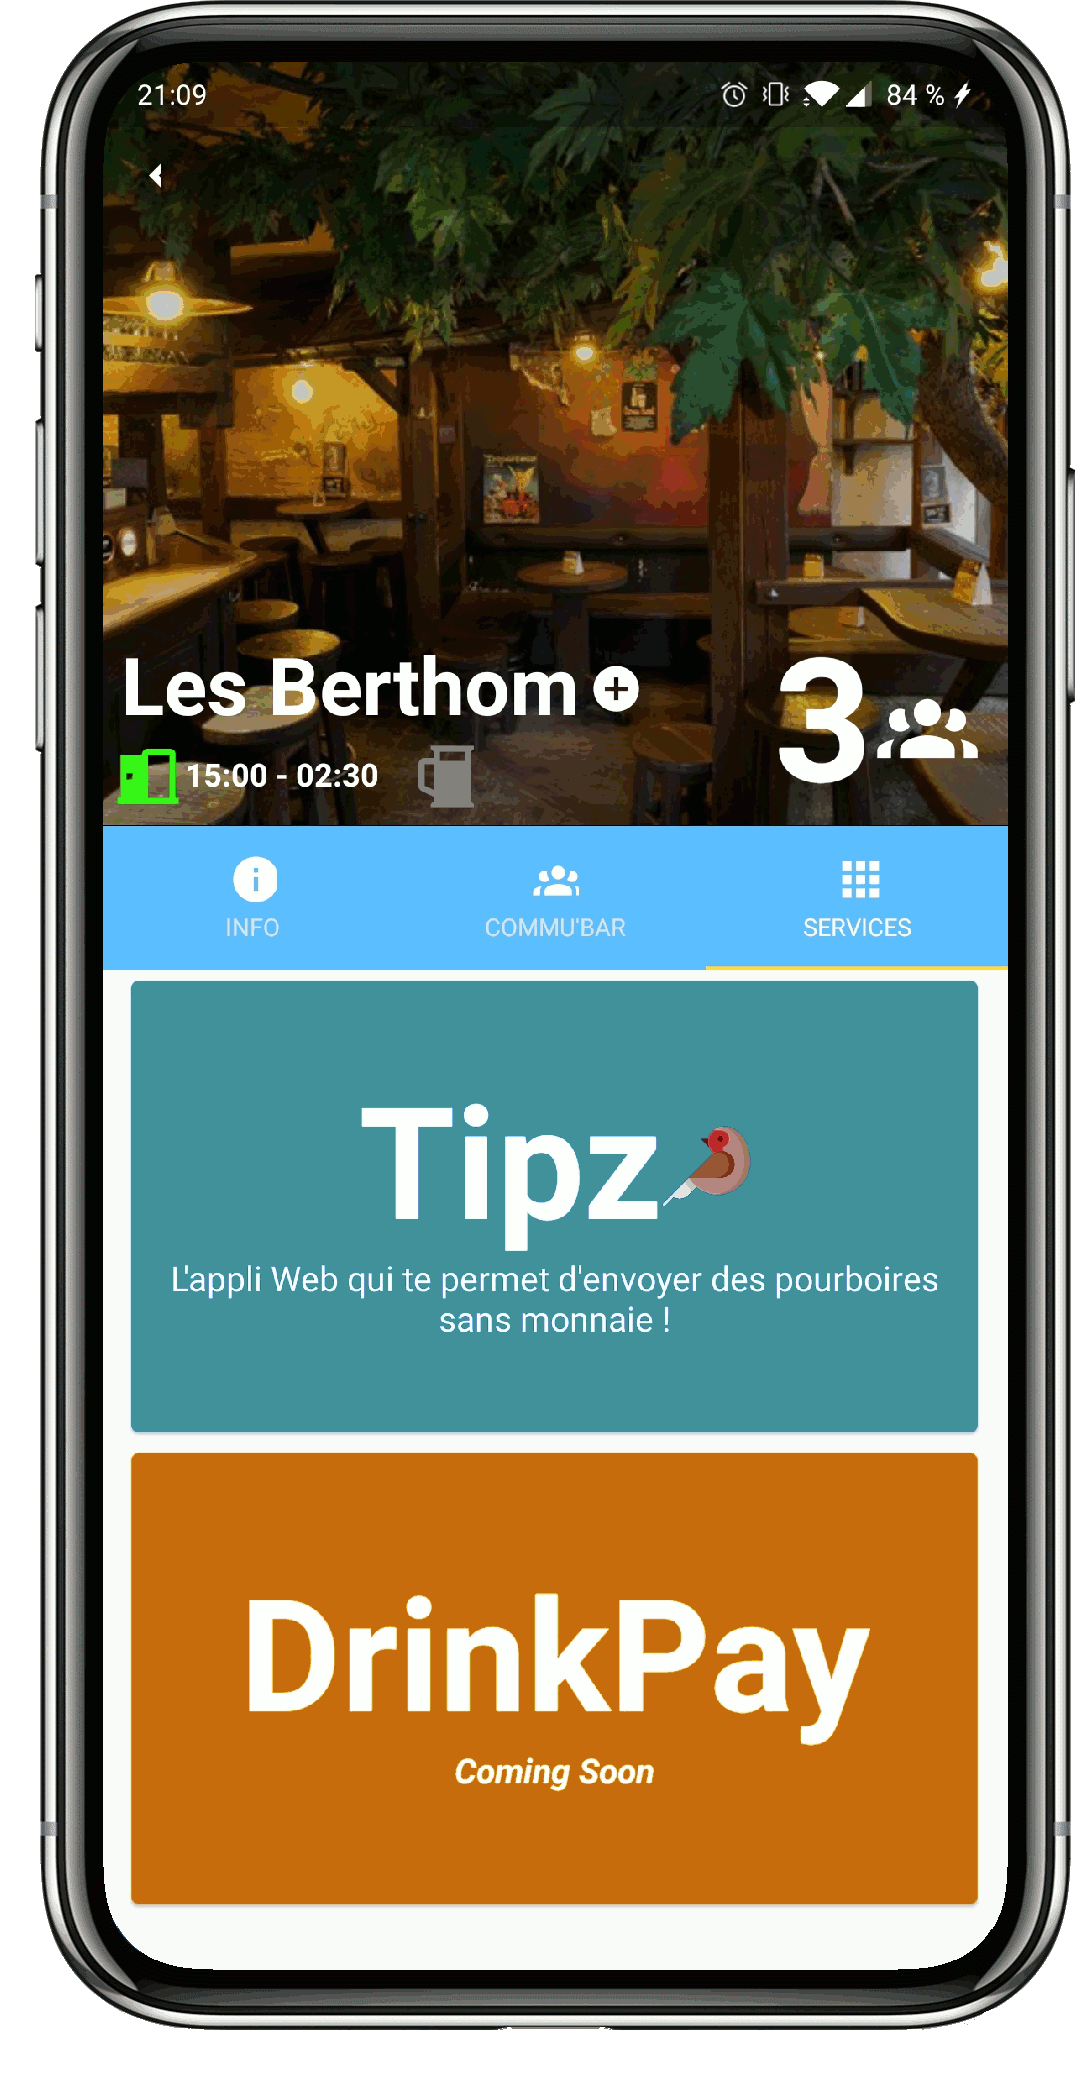 21:09 84 %
Les Berthom
3
15:00 - 02:30
INFO COMMU'BAR SERVICES
Tipz
L'appli Web qui te permet d'envoyer des pourboires
sans monnaie !
DrinkPay
Coming Soon